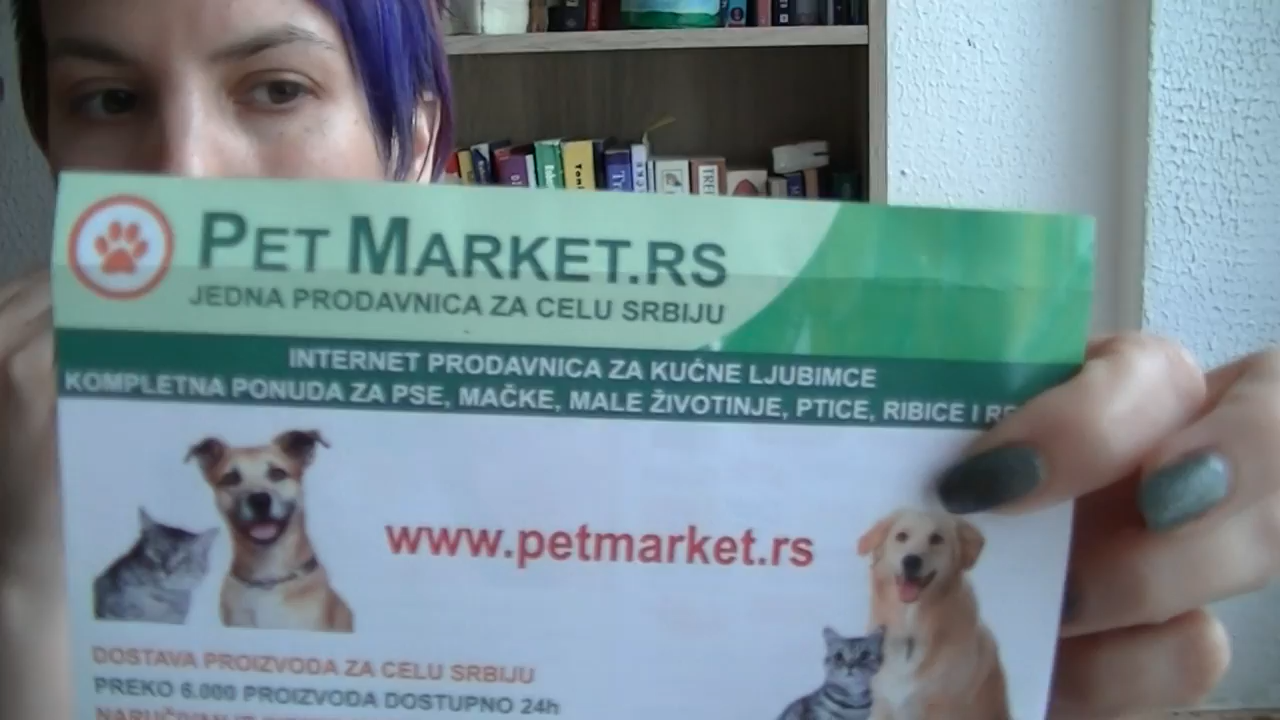 PET MARKET.RS
JEDNA PRODAVNICA ZA CELU SRBIJU
INTERNET PRODAVNICA ZA KUĆNE LJUBIMCE
KOMPLETNA PONUDA ZA PSE, MAČKE, MALE ŽIVOTINJE, PTICE, RIBICE I
www.petmarket.rs
DOSTAVA PROIZVODA ZA CELU SRBIJU
PREKO 6.000 PROIZVODA DOSTUPNO 24h